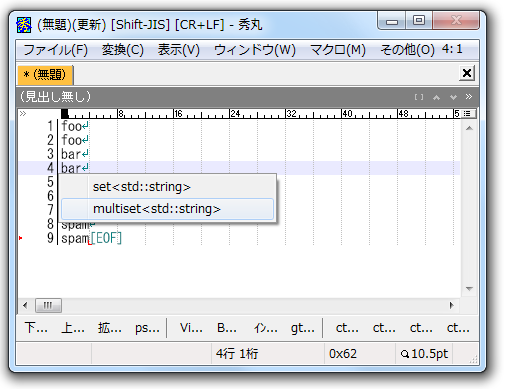 (無題)(更新) [Shift-JIS] [CR+LF] - 秀丸
ファイル(F) 変換(C) 表示(V) ウィンドウ(W) マクロ(M) その他(O) 4: 1
* (無題)
(見出し無し)
8 16 24 32 40 48
1 foo
2 foo
3 bar
4 bar
5
set<std::string>
6
7
multiset<std::string>
8 spam
9 spam[EOF]
下... 上... 拡... ps... Vi... B... イン... gt... ct... ct... ct... ct...
4行 1桁 0x62 10.5pt